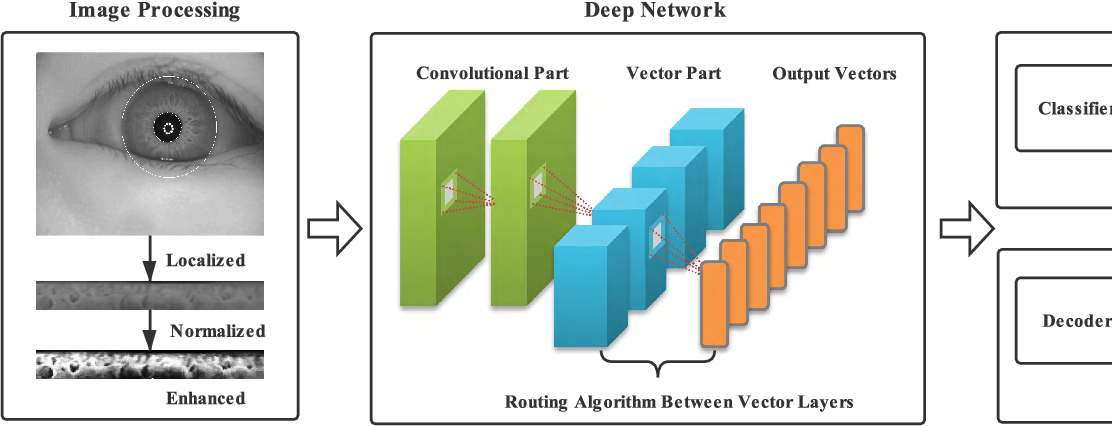 Image Processing
Deep Network
Convolutional Part
Vector Part
Output Vectors
Localized
Normalized
Enhanced
Routing Algorithm Between Vector Layers
Classifier
Decoder